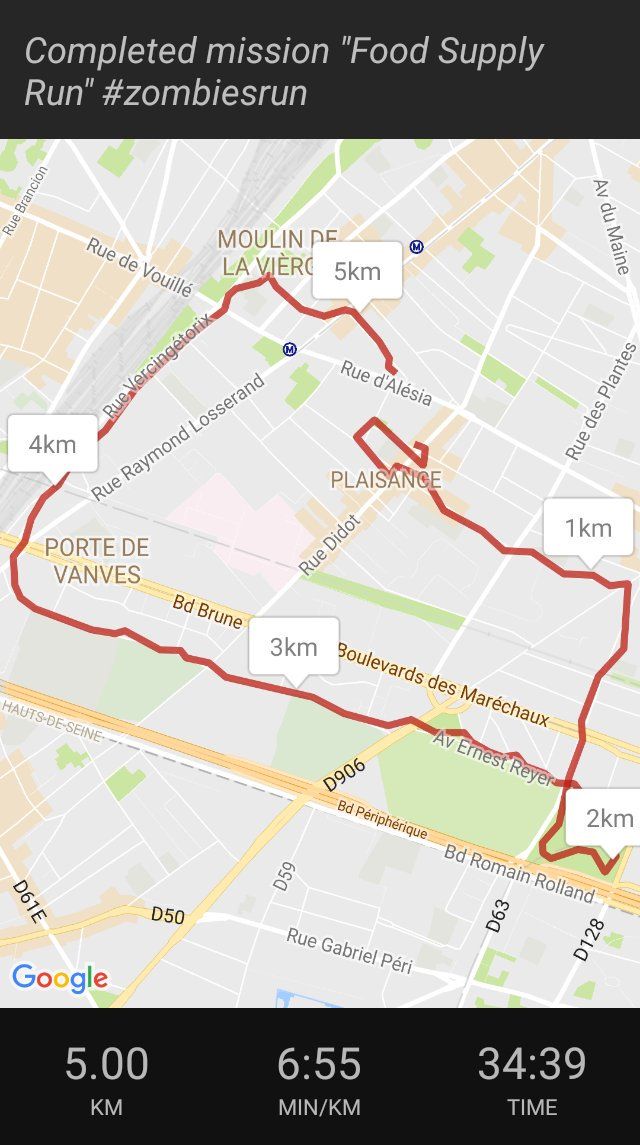 Completed mission "Food Supply
Run" #zombiesrun
Rue Brancion
Av du Maine
MOULIN DE
LA VIERG
5km
M
Rue de Vouillé
Rue Vercingétorix
M
Rue d'Alésia
Rue des Plantes
Rue Raymond Losserand
4km
PLAISANCE
1km
PORTE DE
VANVES
Rue Didot
Bd Brune
3km
Boulevards des Maréchaux
HAUTS-DE-SEINE
Av Ernest Reyer
D906
2km
Bd Périphérique
Bd Romain Rolland
D59
D61E
D50
D63
D128
Rue Gabriel Péri
Google
5.00 6:55 34:39
KM MIN/KM TIME